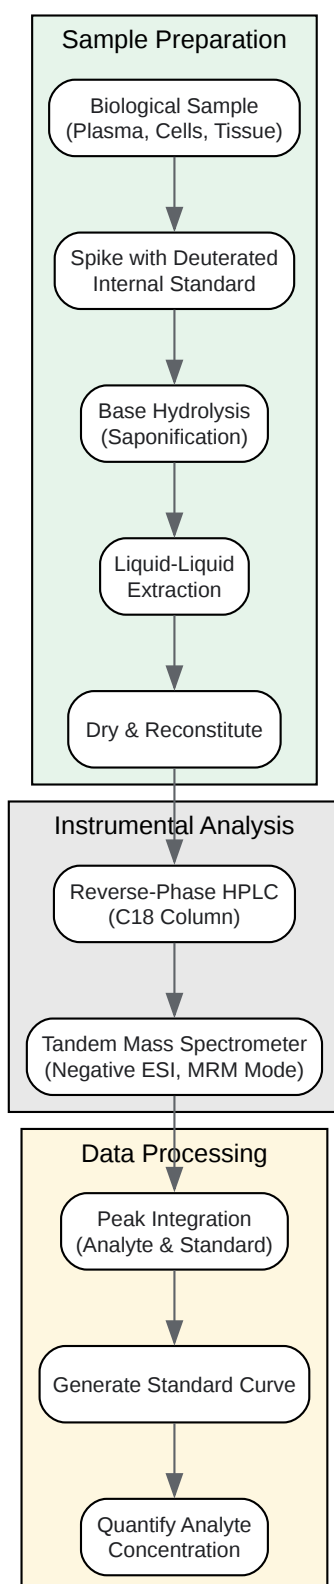 Sample Preparation
Biological Sample
(Plasma, Cells, Tissue)
Spike with Deuterated
Internal Standard
Base Hydrolysis
(Saponification)
Liquid-Liquid
Extraction
Dry & Reconstitute
Instrumental Analysis
Reverse-Phase HPLC
(C18 Column)
Tandem Mass Spectrometer
(Negative ESI, MRM Mode)
Data Processing
Peak Integration
(Analyte & Standard)
Generate Standard Curve
Quantify Analyte
Concentration